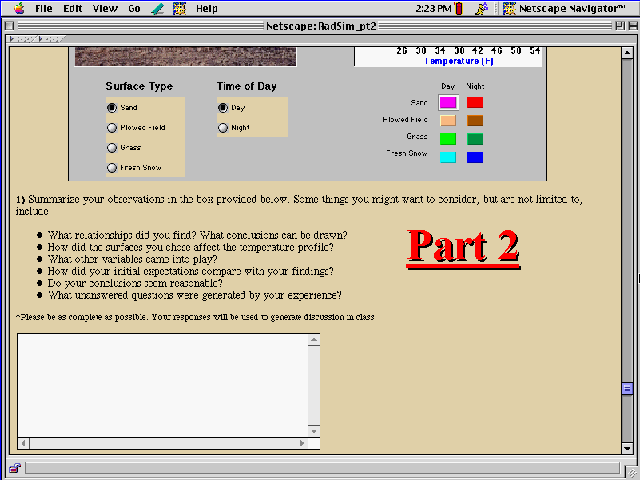 File Edit View Go Help 2:23 PM Netscape Navigator™
Netscape: RadSim_pt2
26 30 34 38 42 46 50 54
Temperature (F)
Surface Type Time of Day
Sand
Plowed Field
Grass
Fresh Snow
Day
Night
Day Night
Sand
Plowed Field
Grass
Fresh Snow
1) Summarize your observations in the box provided below. Some things you might want to consider, but are not limited to,
include
What relationships did you find? What conclusions can be drawn?
How did the surfaces you chose affect the temperature profile?
What other variables came into play?
How did your initial expectations compare with your findings?
Do your conclusions seem reasonable?
What unanswered questions were generated by your experience?
Part 2
*Please be as complete as possible. Your responses will be used to generate discussion in class